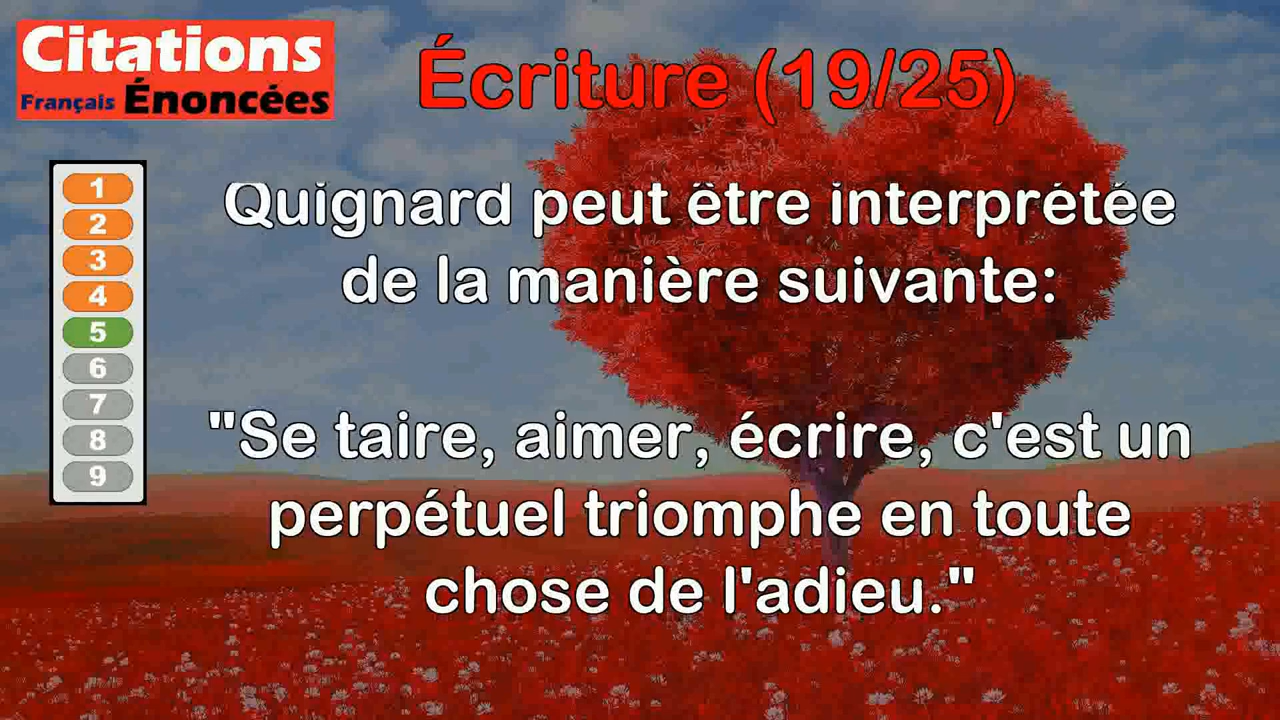 Citations
Français Énoncées
Écriture (19/25)
1
2
3
4
5
6
7
8
9
Quignard peut être interprétée
de la manière suivante:
"Se taire, aimer, écrire, c'est un
perpétuel triomphe en toute
chose de l'adieu."